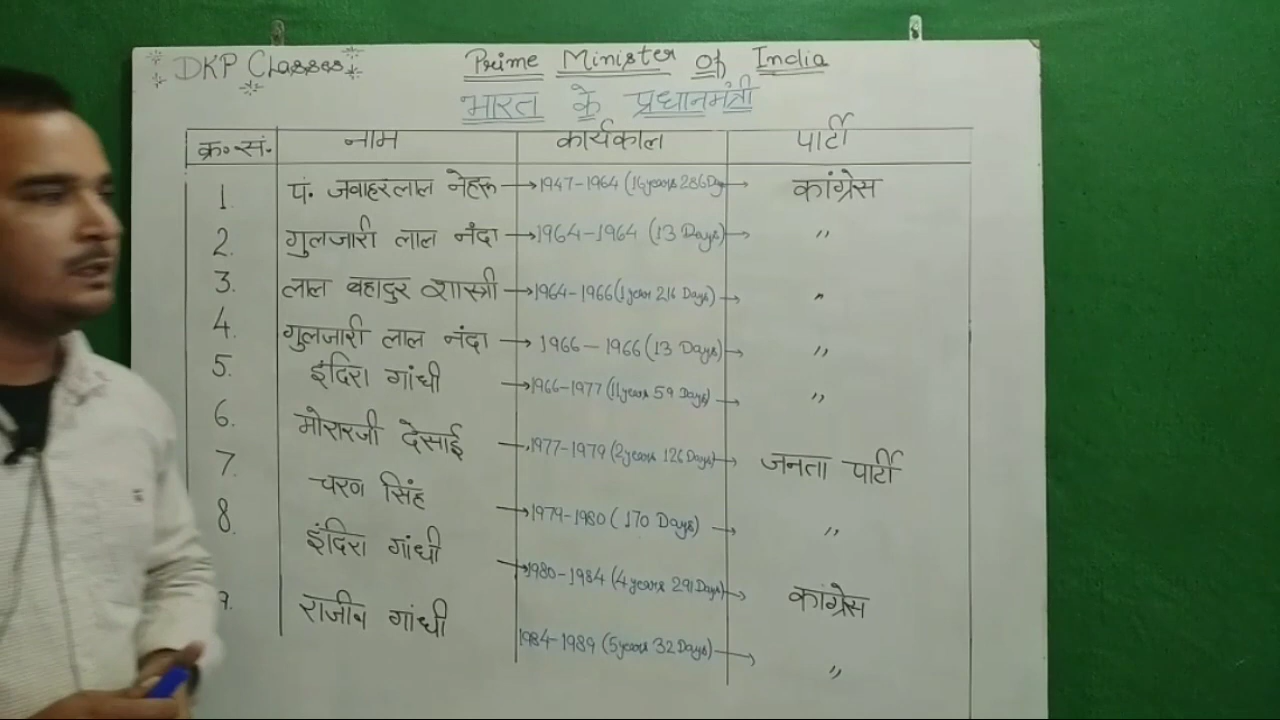 DKP Classes
Prime Minister of India
भारत के प्रधानमंत्री
क्र॰सं. नाम कार्यकाल पार्टी
1. पं. जवाहरलाल नेहरू → 1947-1964 (16 years 286 Day → कांग्रेस
2. गुलजारी लाल नंदा → 1964-1964 (13 Days) → "
3. लाल बहादुर शास्त्री → 1964-1966 (1 year 216 Days) → "
4. गुलजारी लाल नंदा → 1966-1966 (13 Days) → "
5. इंदिरा गांधी → 1966-1977 (11 years 59 Days) → "
6. मोरारजी देसाई → 1977-1979 (2 years 126 Days) → जनता पार्टी
7. चरण सिंह → 1979-1980 (170 Days) → "
8. इंदिरा गांधी → 1980-1984 (4 years 291 Days) → कांग्रेस
9. राजीव गांधी 1984-1989 (5 years 32 Days) → "